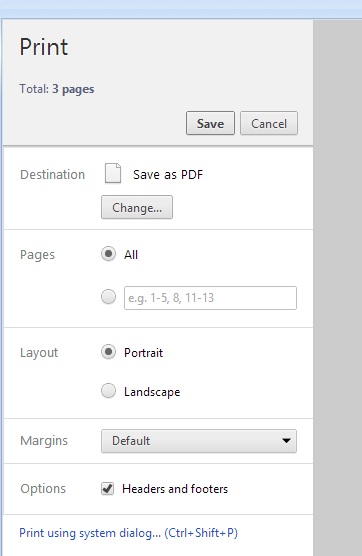 Print
Total: 3 pages
Save Cancel
Destination Save as PDF
Change...
Pages All
e.g. 1-5, 8, 11-13
Layout Portrait
Landscape
Margins Default
Options Headers and footers
Print using system dialog... (Ctrl+Shift+P)